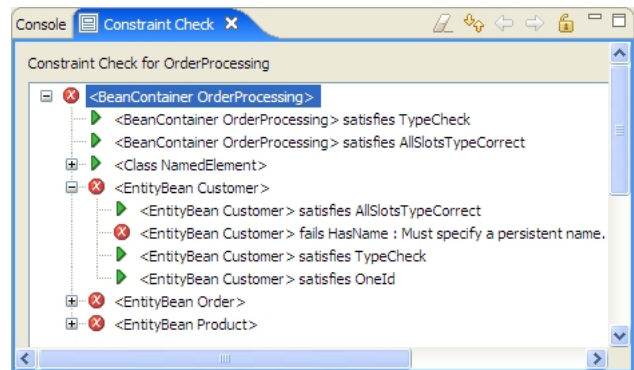 Console Constraint Check
Constraint Check for OrderProcessing
<BeanContainer OrderProcessing>
<BeanContainer OrderProcessing> satisfies TypeCheck
<BeanContainer OrderProcessing> satisfies AllSlotsTypeCorrect
<Class NamedElement>
<EntityBean Customer>
<EntityBean Customer> satisfies AllSlotsTypeCorrect
<EntityBean Customer> fails HasName : Must specify a persistent name.
<EntityBean Customer> satisfies TypeCheck
<EntityBean Customer> satisfies OneId
<EntityBean Order>
<EntityBean Product>